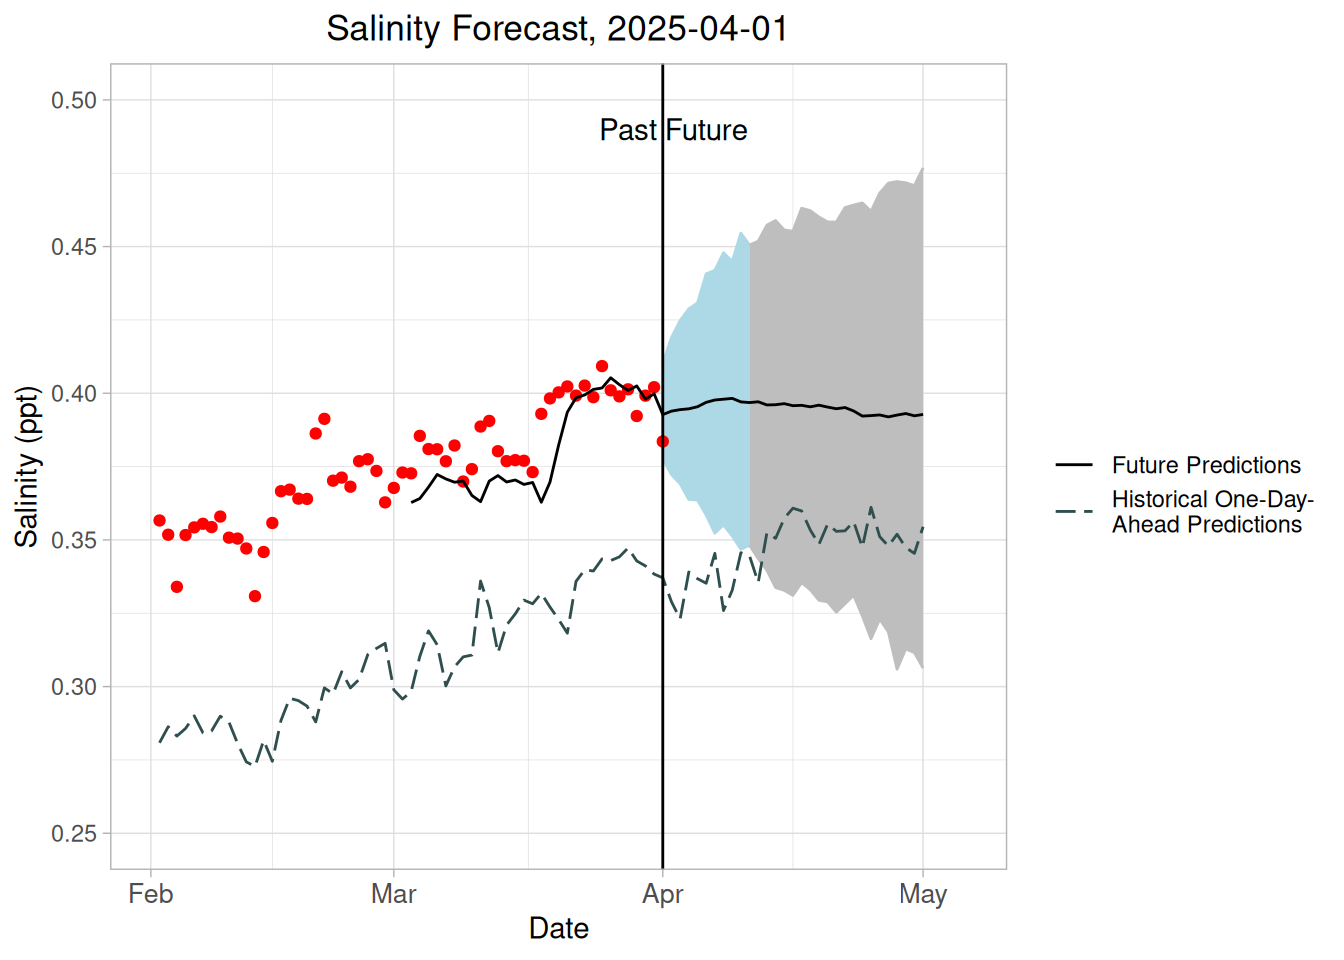 Salinity Forecast, 2025-04-01
0.50
Past Future
0.45
0.40
Salinity (ppt)
0.35
0.30
0.25
Feb Mar Apr May
Date
Future Predictions
Historical One-Day-
Ahead Predictions